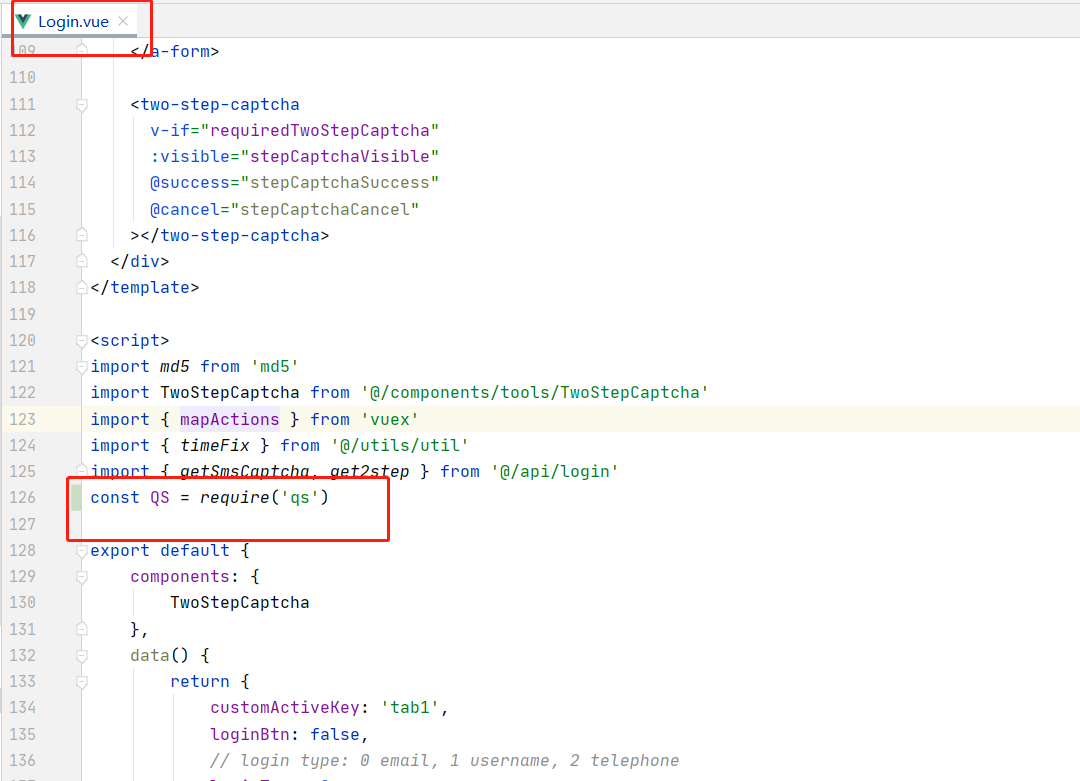 Login.vue
109 </a-form>
110
111 <two-step-captcha
112 v-if="requiredTwoStepCaptcha"
113 :visible="stepCaptchaVisible"
114 @success="stepCaptchaSuccess"
115 @cancel="stepCaptchaCancel"
116 ></two-step-captcha>
117 </div>
118 </template>
119
120 <script>
121 import md5 from 'md5'
122 import TwoStepCaptcha from '@/components/tools/TwoStepCaptcha'
123 import { mapActions } from 'vuex'
124 import { timeFix } from '@/utils/util'
125 import { getSmsCaptcha, get2step } from '@/api/login'
126 const QS = require('qs')
127
128 export default {
129 components: {
130 TwoStepCaptcha
131 },
132 data() {
133 return {
134 customActiveKey: 'tab1',
135 loginBtn: false,
136 // login type: 0 email, 1 username, 2 telephone